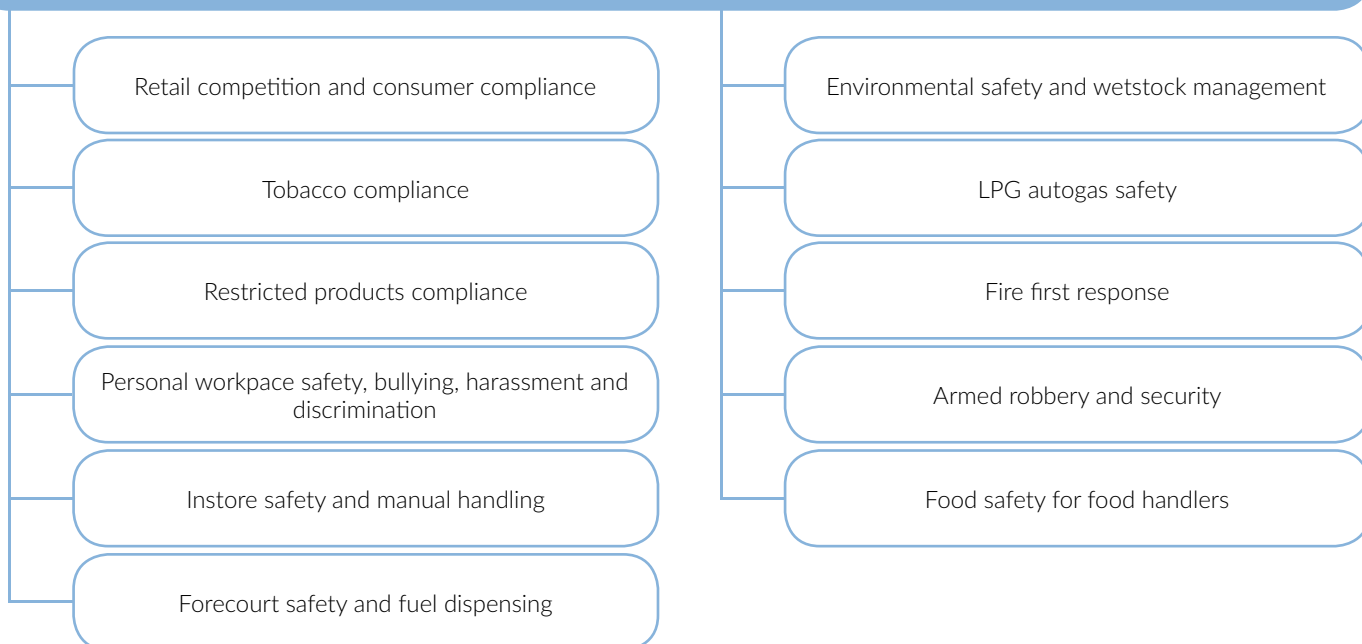 Retail competition and consumer compliance
Tobacco compliance
Restricted products compliance
Personal workpace safety, bullying, harassment and
discrimination
Instore safety and manual handling
Forecourt safety and fuel dispensing
Environmental safety and wetstock management
LPG autogas safety
Fire first response
Armed robbery and security
Food safety for food handlers